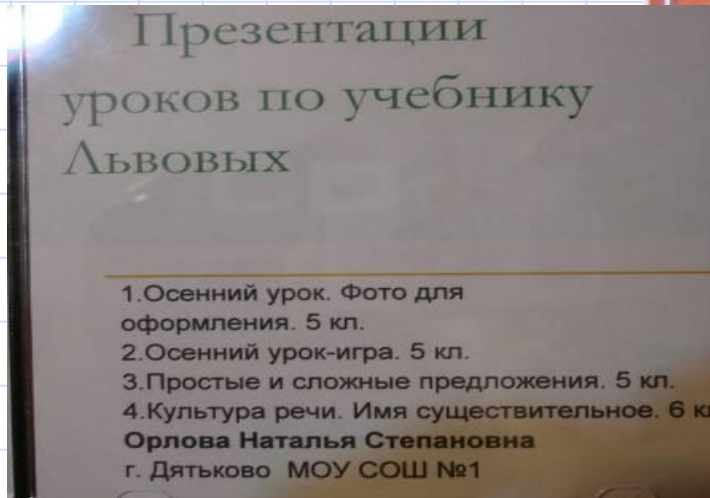 Презентации
уроков по учебнику
Львовых
1.Осенний урок. Фото для
оформления. 5 кл.
2.Осенний урок-игра. 5 кл.
3.Простые и сложные предложения. 5 кл.
4.Культура речи. Имя существительное. 6 кл
Орлова Наталья Степановна
г. Дятьково МОУ СОШ №1